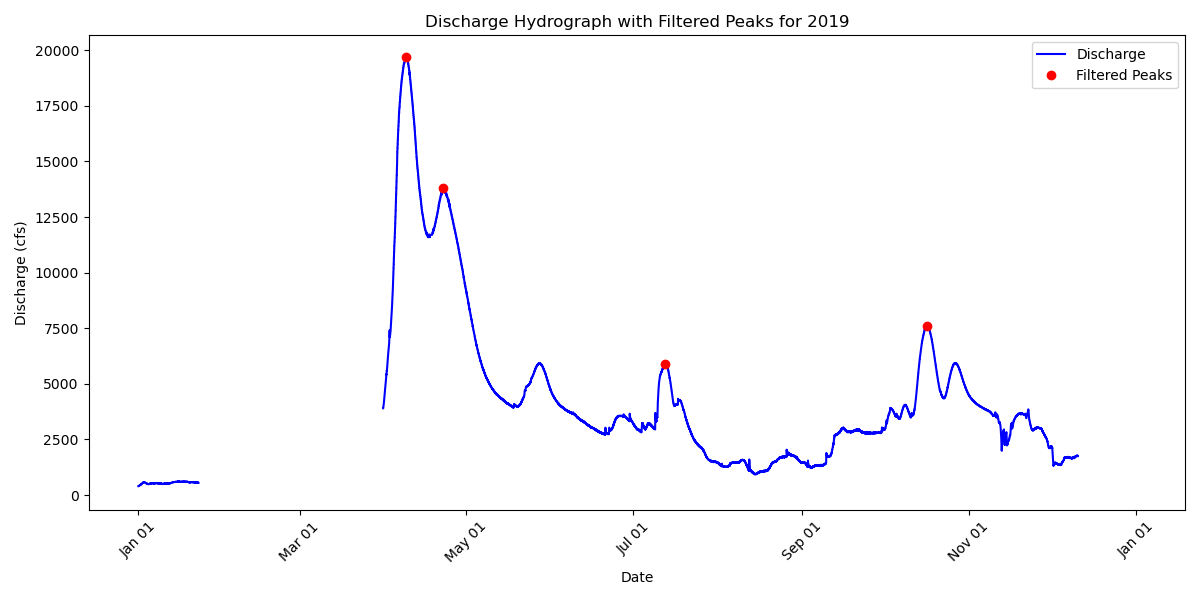 Discharge Hydrograph with Filtered Peaks for 2019
Discharge
Filtered Peaks
Discharge (cfs)
20000
17500
15000
12500
10000
7500
5000
2500
0
Jan 01
Mar 01
May 01
Jul 01
Sep 01
Nov 01
Jan 01
Date